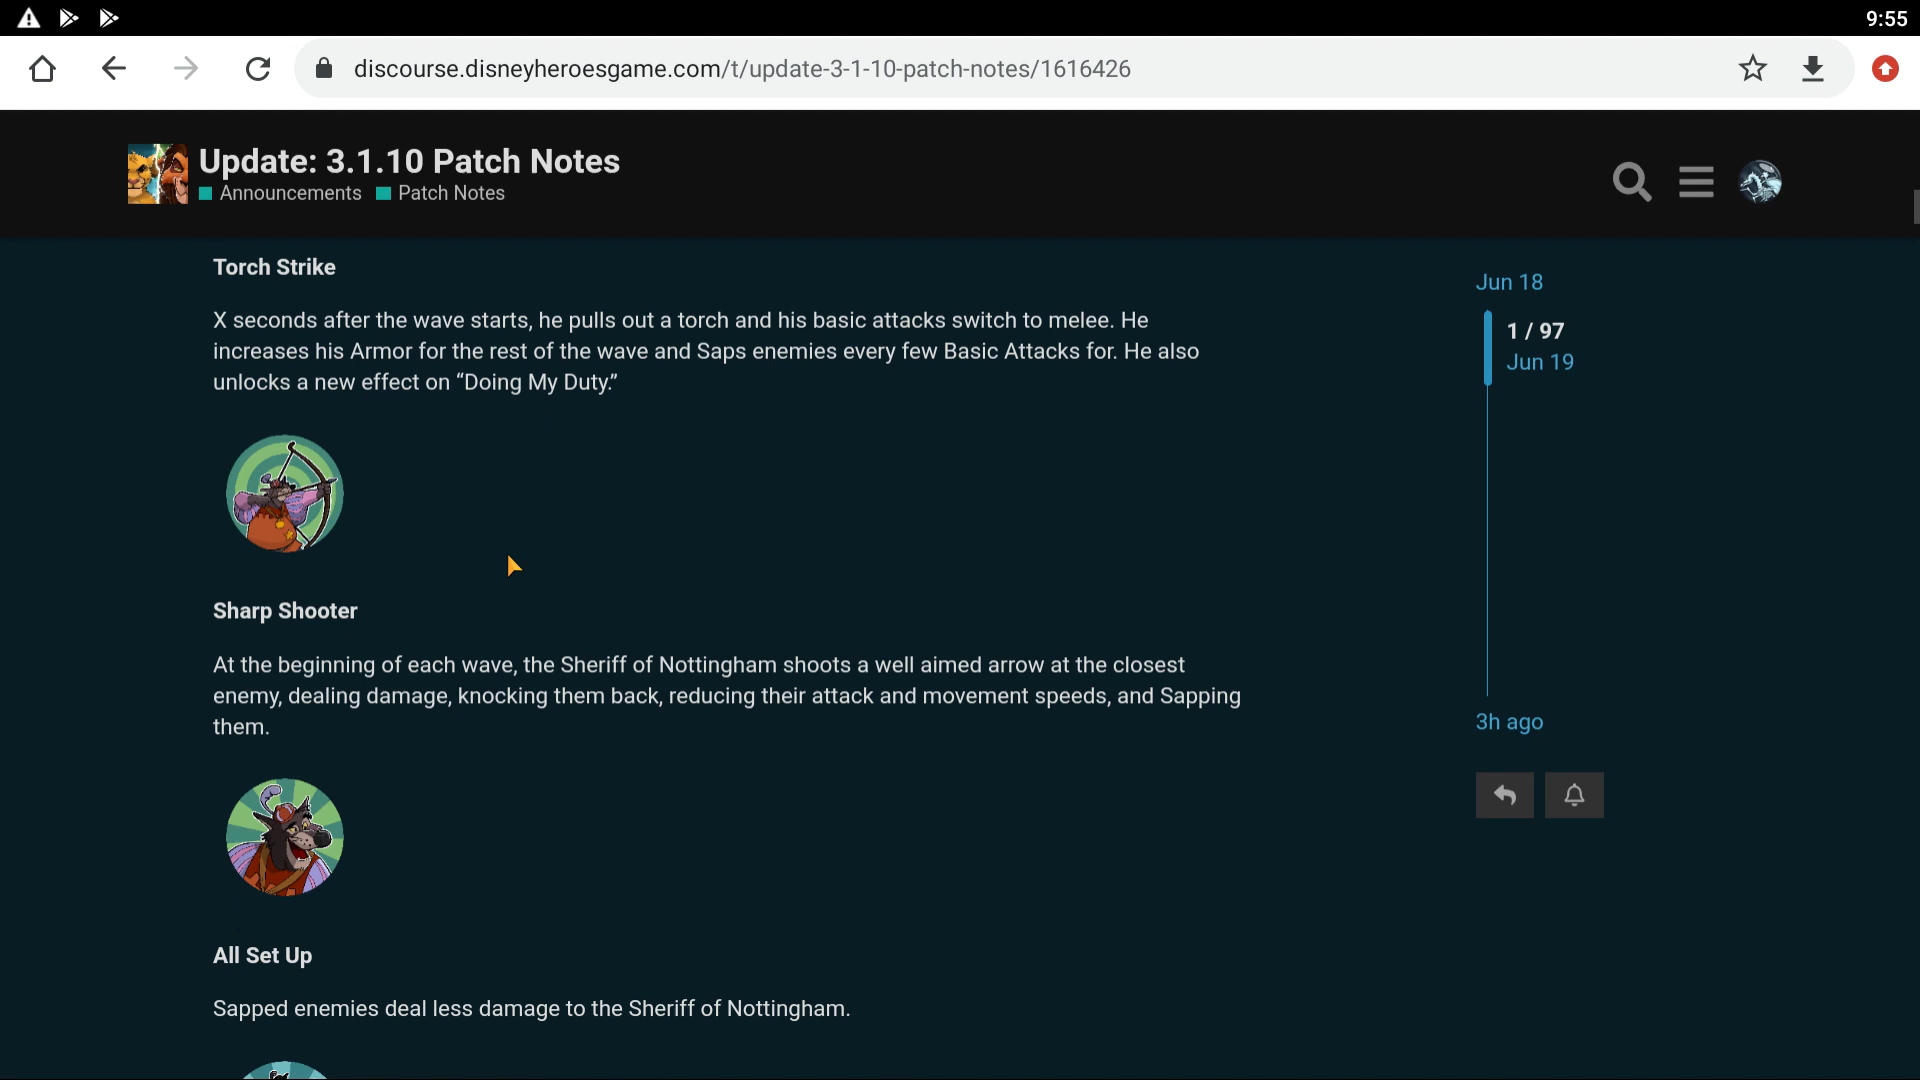 9:55
discourse.disneyheroesgame.com/t/update-3-1-10-patch-notes/1616426
Update: 3.1.10 Patch Notes
Announcements Patch Notes
Torch Strike
X seconds after the wave starts, he pulls out a torch and his basic attacks switch to melee. He
increases his Armor for the rest of the wave and Saps enemies every few Basic Attacks for. He also
unlocks a new effect on “Doing My Duty.”
Sharp Shooter
At the beginning of each wave, the Sheriff of Nottingham shoots a well aimed arrow at the closest
enemy, dealing damage, knocking them back, reducing their attack and movement speeds, and Sapping
them.
All Set Up
Sapped enemies deal less damage to the Sheriff of Nottingham.
Jun 18
1 / 97
Jun 19
3h ago